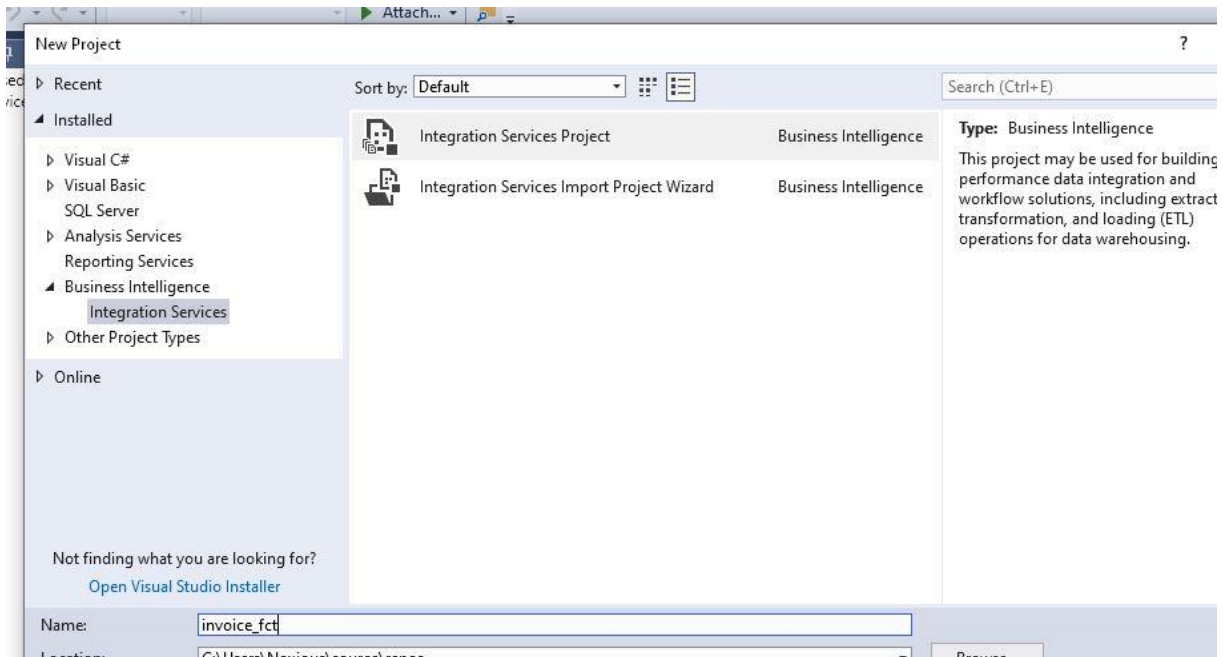 Attach...
New Project
?
Recent
Sort by: Default
Search (Ctrl+E)
Installed
Visual C#
Visual Basic
SQL Server
Analysis Services
Reporting Services
Business Intelligence
Integration Services
Other Project Types
Online
Integration Services Project Business Intelligence
Integration Services Import Project Wizard Business Intelligence
Type: Business Intelligence
This project may be used for building
performance data integration and
workflow solutions, including extract
transformation, and loading (ETL)
operations for data warehousing.
Not finding what you are looking for?
Open Visual Studio Installer
Name: invoice_fct